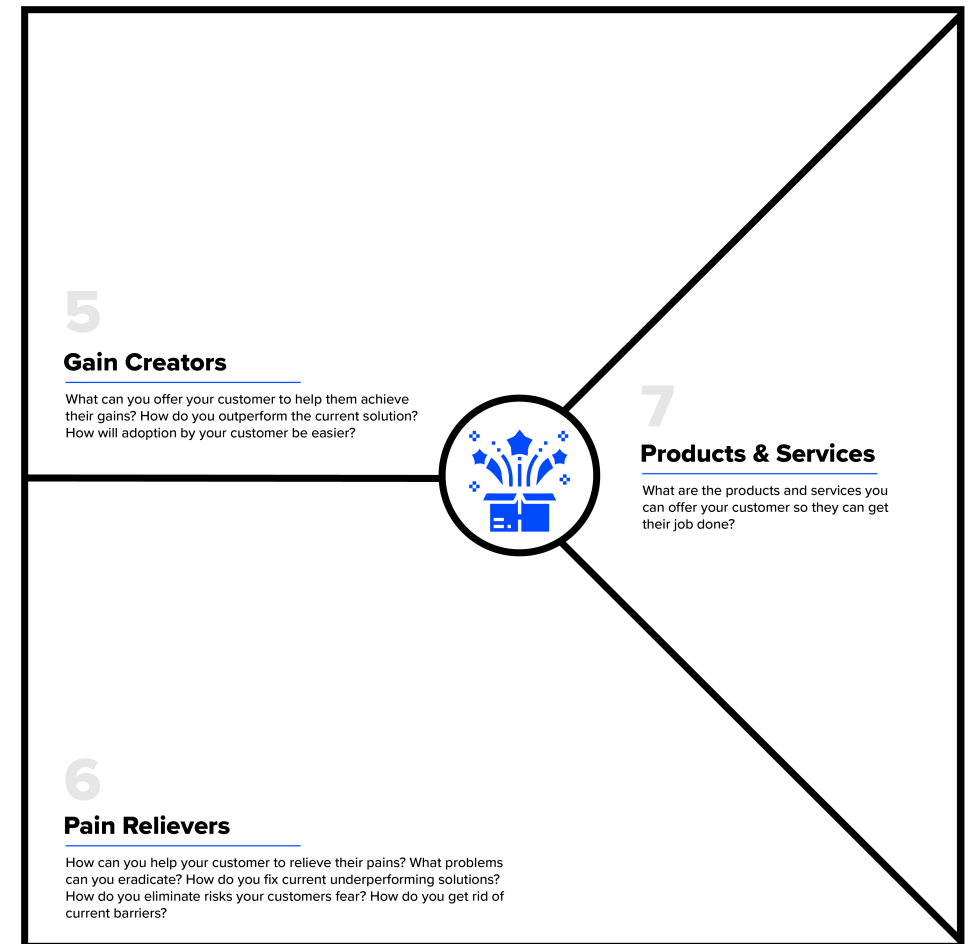 5
Gain Creators
What can you offer your customer to help them achieve
their gains? How do you outperform the current solution?
How will adoption by your customer be easier?
7
Products & Services
What are the products and services you
can offer your customer so they can get
their job done?
6
Pain Relievers
How can you help your customer to relieve their pains? What problems
can you eradicate? How do you fix current underperforming solutions?
How do you eliminate risks your customers fear? How do you get rid of
current barriers?